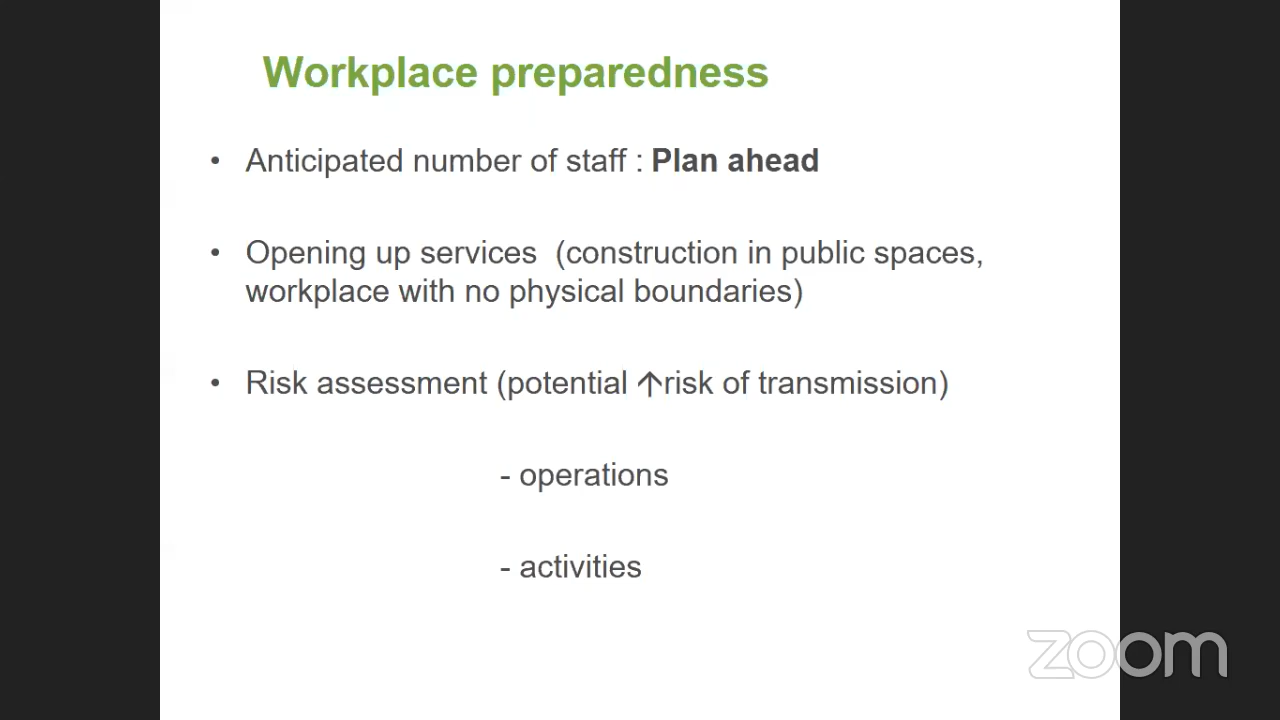 Workplace preparedness
• Anticipated number of staff : Plan ahead
• Opening up services (construction in public spaces,
workplace with no physical boundaries)
• Risk assessment (potential ↑risk of transmission)
- operations
- activities
zoom